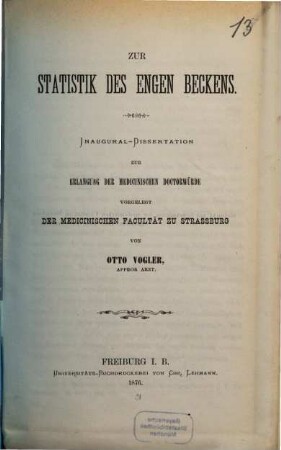 13
ZUR
STATISTIK DES ENGEN BECKENS.
INAUGURAL-DISSERTATION
ZUR
ERLANGUNG DER MEDICINISCHEN DOCTORWÜRDE
VORGELEGT
DER MEDICINISCHEN FACULTÄT ZU STRASSBURG
VON
OTTO VOGLER,
APPROB. ARZT.
FREIBURG I. B.
UNIVERSITÄTS-BUCHDRUCKEREI VON CHR. LEHMANN.
1876.